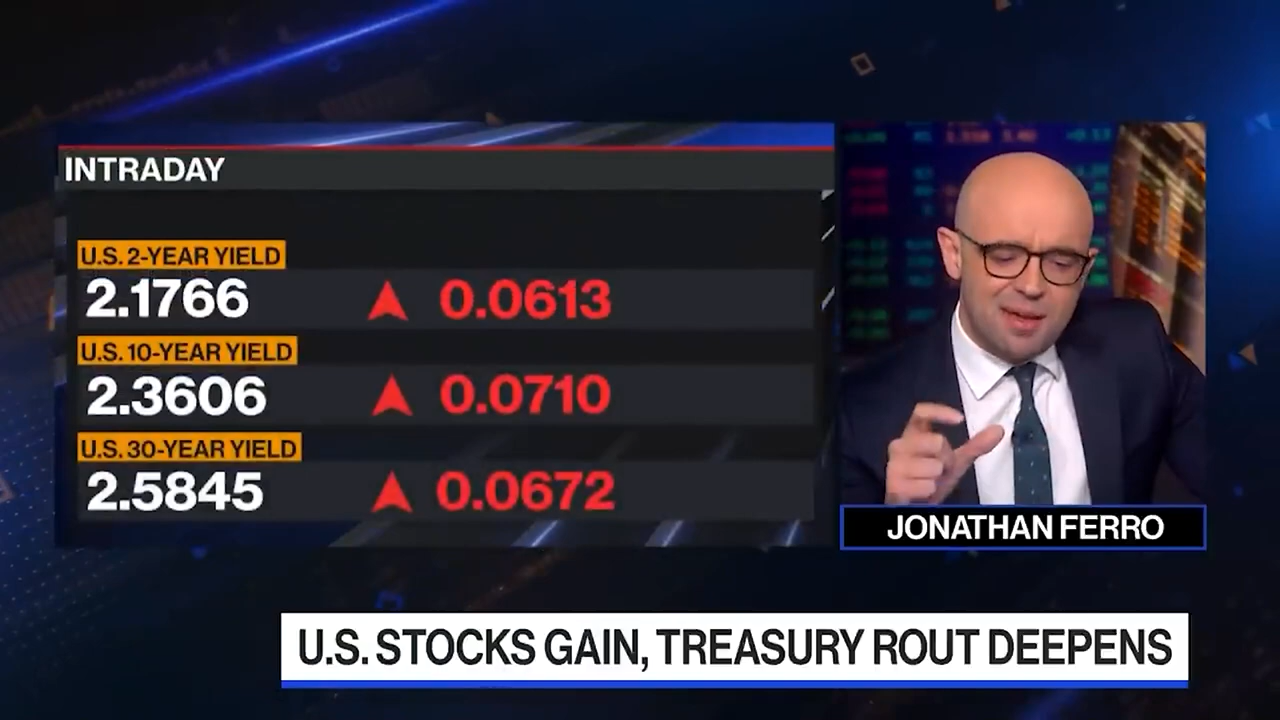 INTRADAY
U.S. 2-YEAR YIELD
2.1766 ▲ 0.0613
U.S. 10-YEAR YIELD
2.3606 ▲ 0.0710
U.S. 30-YEAR YIELD
2.5845 ▲ 0.0672
JONATHAN FERRO
U.S. STOCKS GAIN, TREASURY ROUT DEEPENS